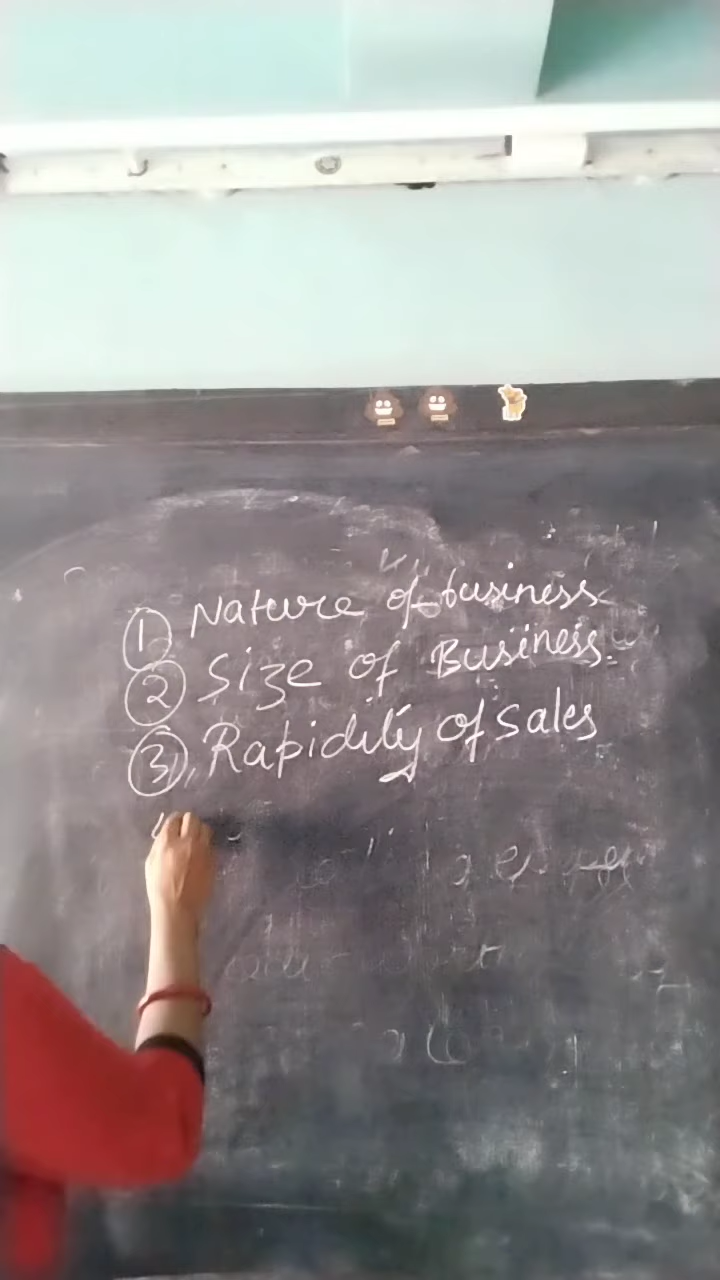 ① Nature of business
② Size of Business.
③ Rapidity of Sales